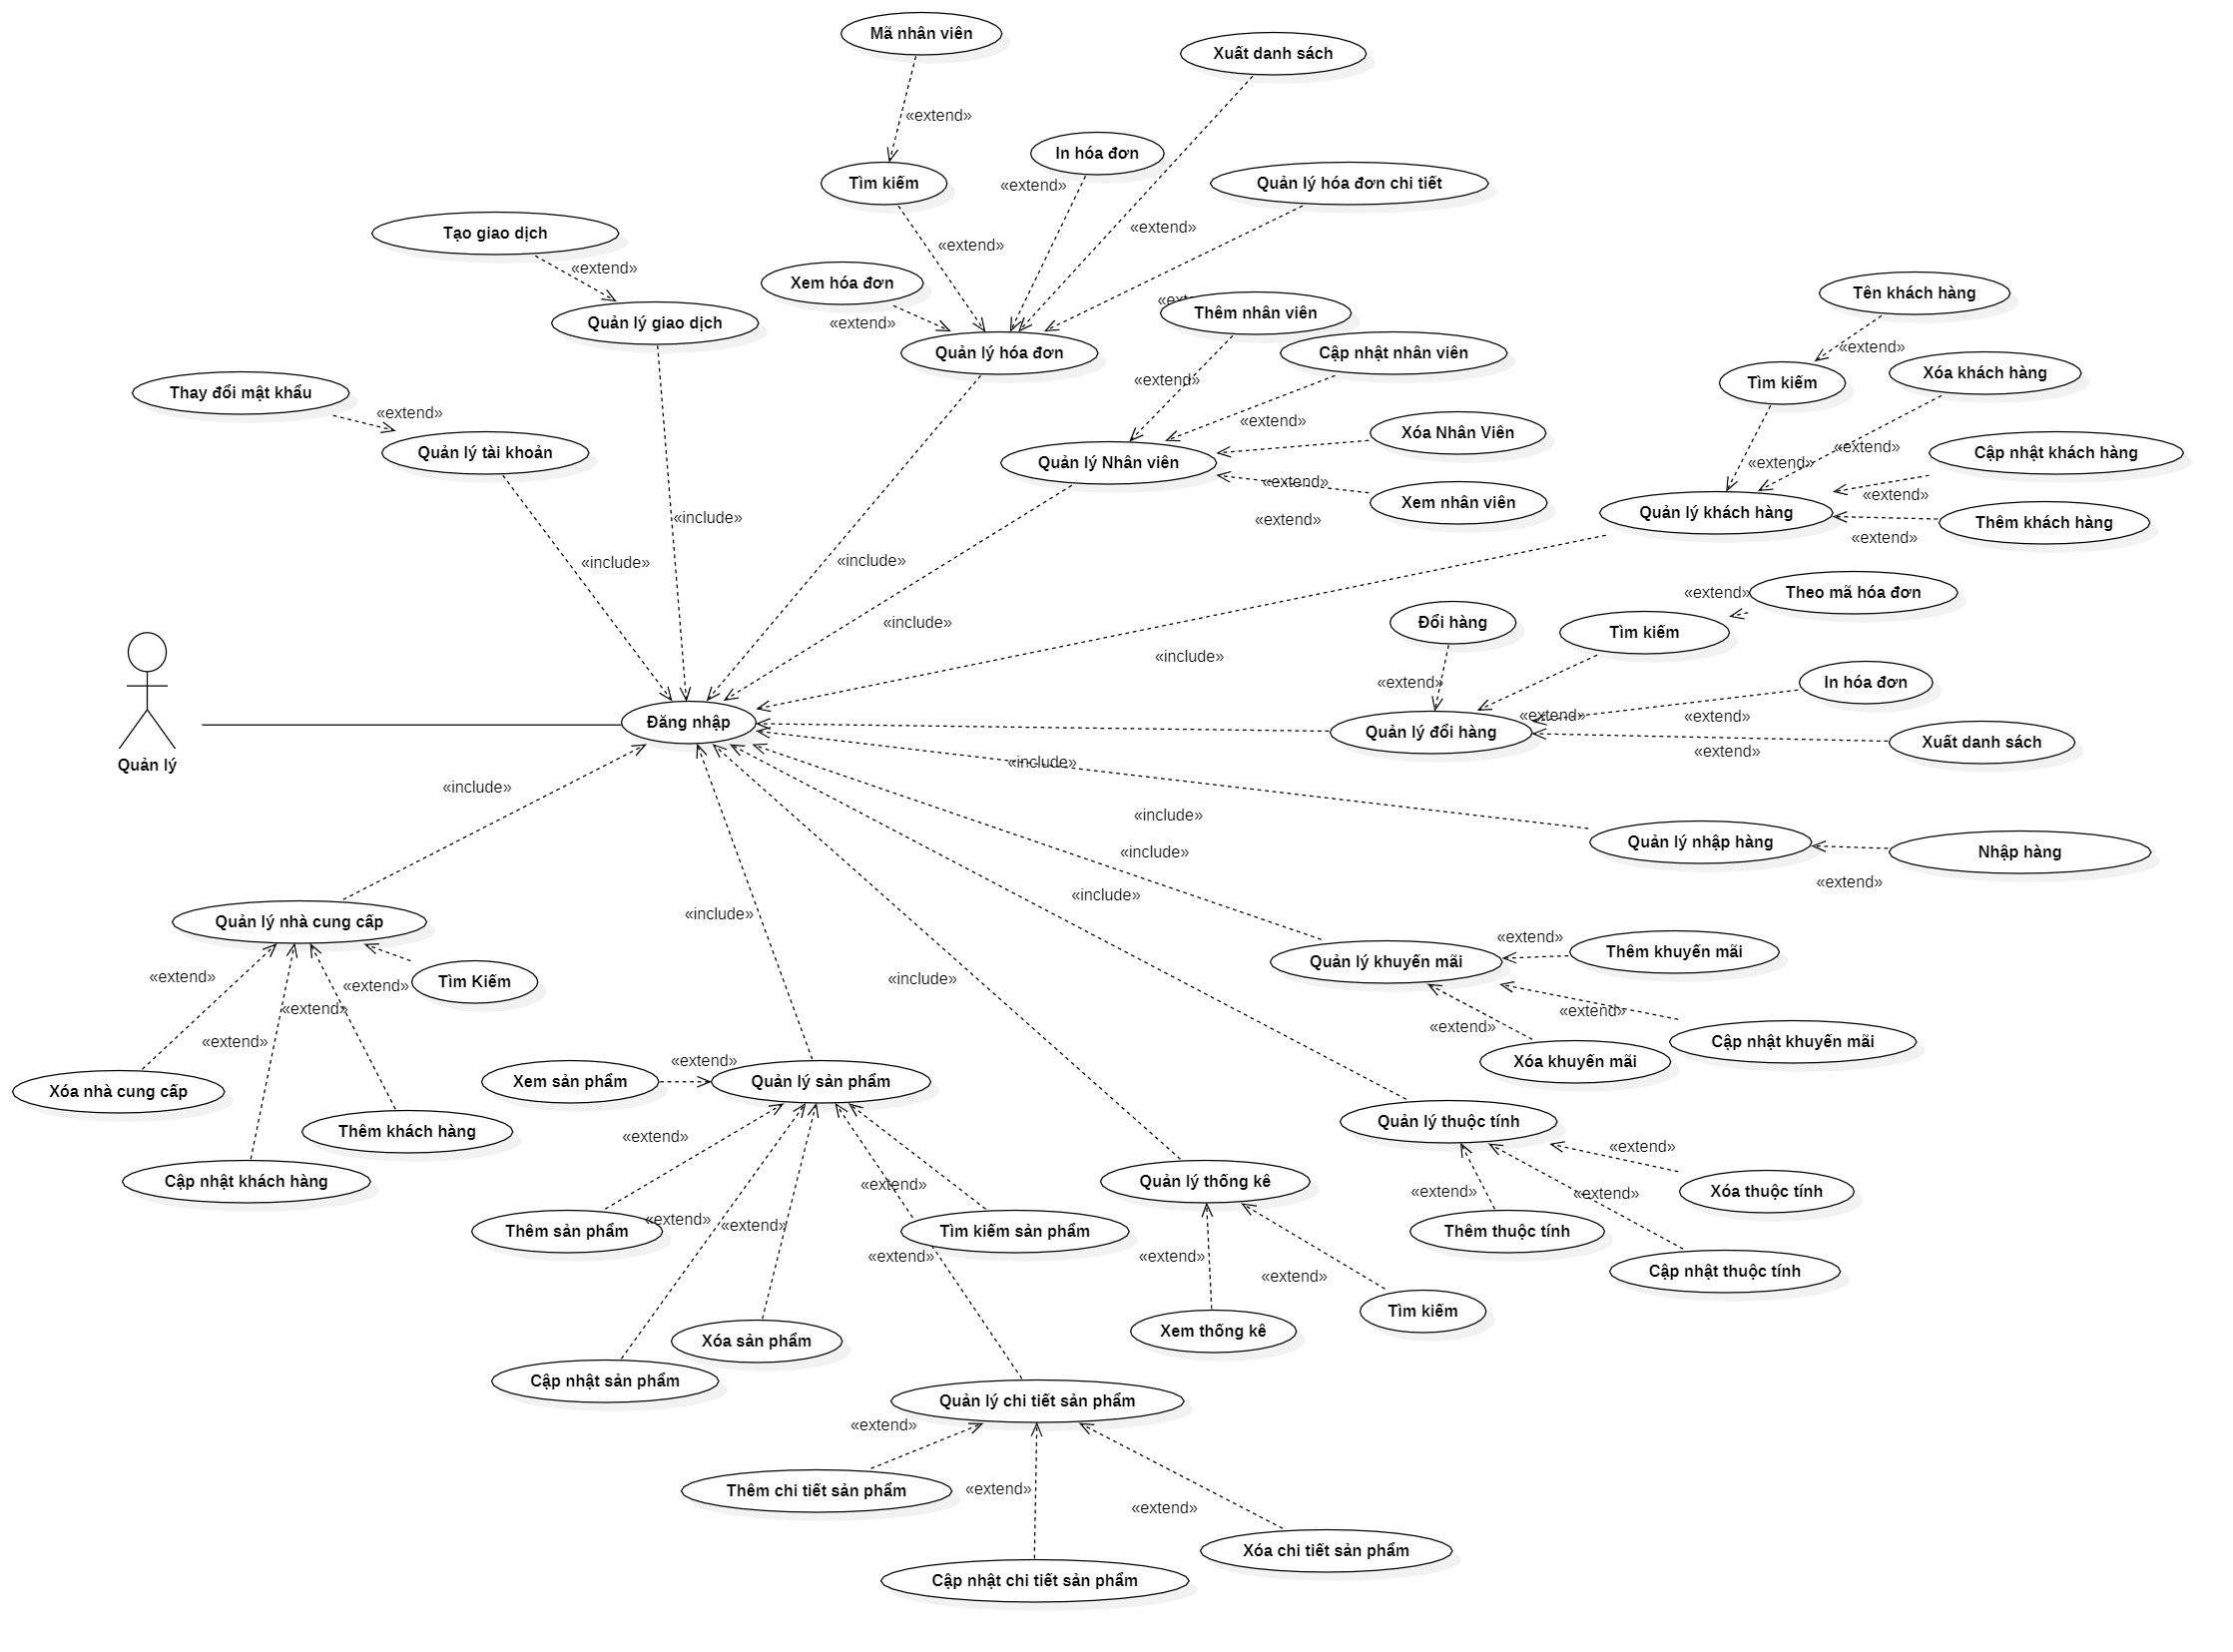 Mã nhân viên
Xuất danh sách
«extend»
In hóa đơn
Tìm kiếm
«extend»
Quản lý hóa đơn chi tiết
Tạo giao dịch
«extend»
«extend»
«extend»
Xem hóa đơn
Tên khách hàng
«exte
Thêm nhân viên
Quản lý giao dịch
«extend»
Quản lý hóa đơn
Cập nhật nhân viên
«extend»
Xóa khách hàng
Tìm kiếm
«extend»
Thay đổi mật khẩu
«extend»
«extend»
Xóa Nhân Viên
Quản lý tài khoản
«extend»
Cập nhật khách hàng
Quản lý Nhân viên
«extend»
«extend»
«extend»
Xem nhân viên
Quản lý khách hàng
Thêm khách hàng
«include»
«extend»
«extend»
«include»
«include»
Theo mã hóa đơn
«extend»
Đổi hàng
«include»
Tìm kiếm
«include»
«extend»
In hóa đơn
Đăng nhập
«extend»
«extend»
Quản lý đổi hàng
Xuất danh sách
«extend»
Quản lý
«include»
«include»
«include»
Quản lý nhập hàng
Nhập hàng
«include»
«extend»
«include»
«include»
Quản lý nhà cung cấp
«extend»
Thêm khuyến mãi
Quản lý khuyến mãi
«extend»
Tìm Kiếm
«include»
«extend»
«extend»
«extend»
«extend»
«extend»
Cập nhật khuyến mãi
Xóa khuyến mãi
«extend»
Xem sản phẩm
Quản lý sản phẩm
Xóa nhà cung cấp
Thêm khách hàng
Quản lý thuộc tính
«extend»
«extend»
Cập nhật khách hàng
Quản lý thống kê
«extend»
«extend»
«extend»
Xóa thuộc tính
«extend»
«extend»
Thêm sản phẩm
Tìm kiếm sản phẩm
Thêm thuộc tính
«extend»
«extend»
«extend»
Cập nhật thuộc tính
Tìm kiếm
Xem thống kê
Xóa sản phẩm
Cập nhật sản phẩm
Quản lý chi tiết sản phẩm
«extend»
Thêm chi tiết sản phẩm
«extend»
«extend»
Xóa chi tiết sản phẩm
Cập nhật chi tiết sản phẩm